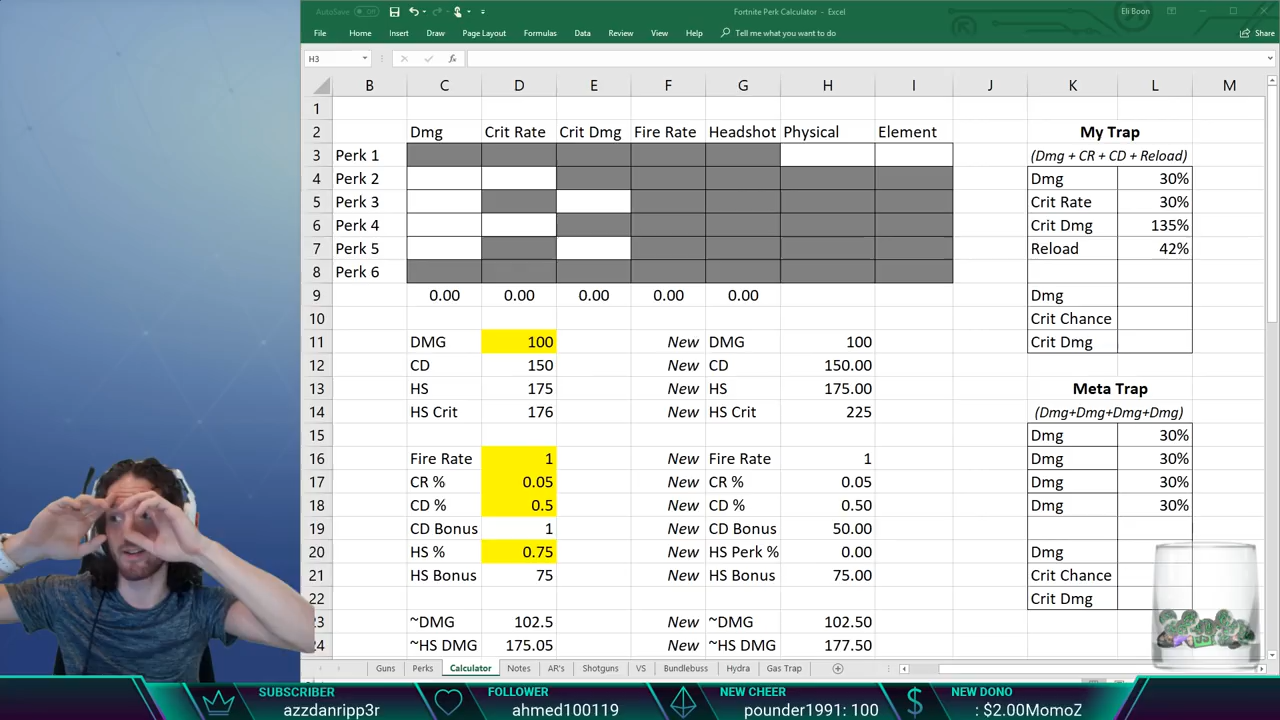 AutoSave Off
Fortnite Perk Calculator - Excel
Eli Boon
File Home Insert Draw Page Layout Formulas Data Review View Help Tell me what you want to do Share
H3 fx
B C D E F G H I J K L M
1
2 Dmg Crit Rate Crit Dmg Fire Rate Headshot Physical Element My Trap
3 Perk 1 (Dmg + CR + CD + Reload)
4 Perk 2 Dmg 30%
5 Perk 3 Crit Rate 30%
6 Perk 4 Crit Dmg 135%
7 Perk 5 Reload 42%
8 Perk 6
9 0.00 0.00 0.00 0.00 0.00 Dmg
10 Crit Chance
11 DMG 100 New DMG 100 Crit Dmg
12 CD 150 New CD 150.00
13 HS 175 New HS 175.00 Meta Trap
14 HS Crit 176 New HS Crit 225 (Dmg+Dmg+Dmg+Dmg)
15 Dmg 30%
16 Fire Rate 1 New Fire Rate 1 Dmg 30%
17 CR % 0.05 New CR % 0.05 Dmg 30%
18 CD % 0.5 New CD % 0.50 Dmg 30%
19 CD Bonus 1 New CD Bonus 50.00
20 HS % 0.75 New HS Perk % 0.00 Dmg
21 HS Bonus 75 New HS Bonus 75.00 Crit Chance
22 Crit Dmg
23 ~DMG 102.5 New ~DMG 102.50
24 ~HS DMG 175.05 New ~HS DMG 177.50
Guns Perks Calculator Notes AR's Shotguns VS Bundlebuss Hydra Gas Trap
SUBSCRIBER FOLLOWER NEW CHEER NEW DONO
azzdanripp3r ahmed100119 pounder1991: 100 : $2.00MomoZ